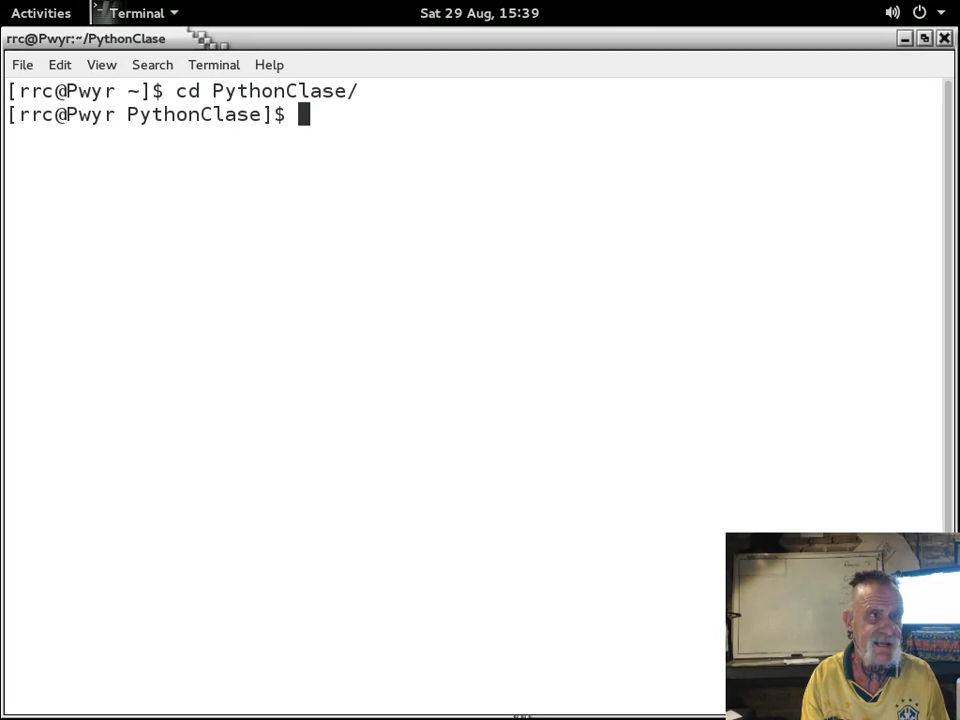 Activities
Terminal
Sat 29 Aug, 15:39
rrc@Pwyr:~/PythonClase
File Edit View Search Terminal Help
[rrc@Pwyr ~]$ cd PythonClase/
[rrc@Pwyr PythonClase]$